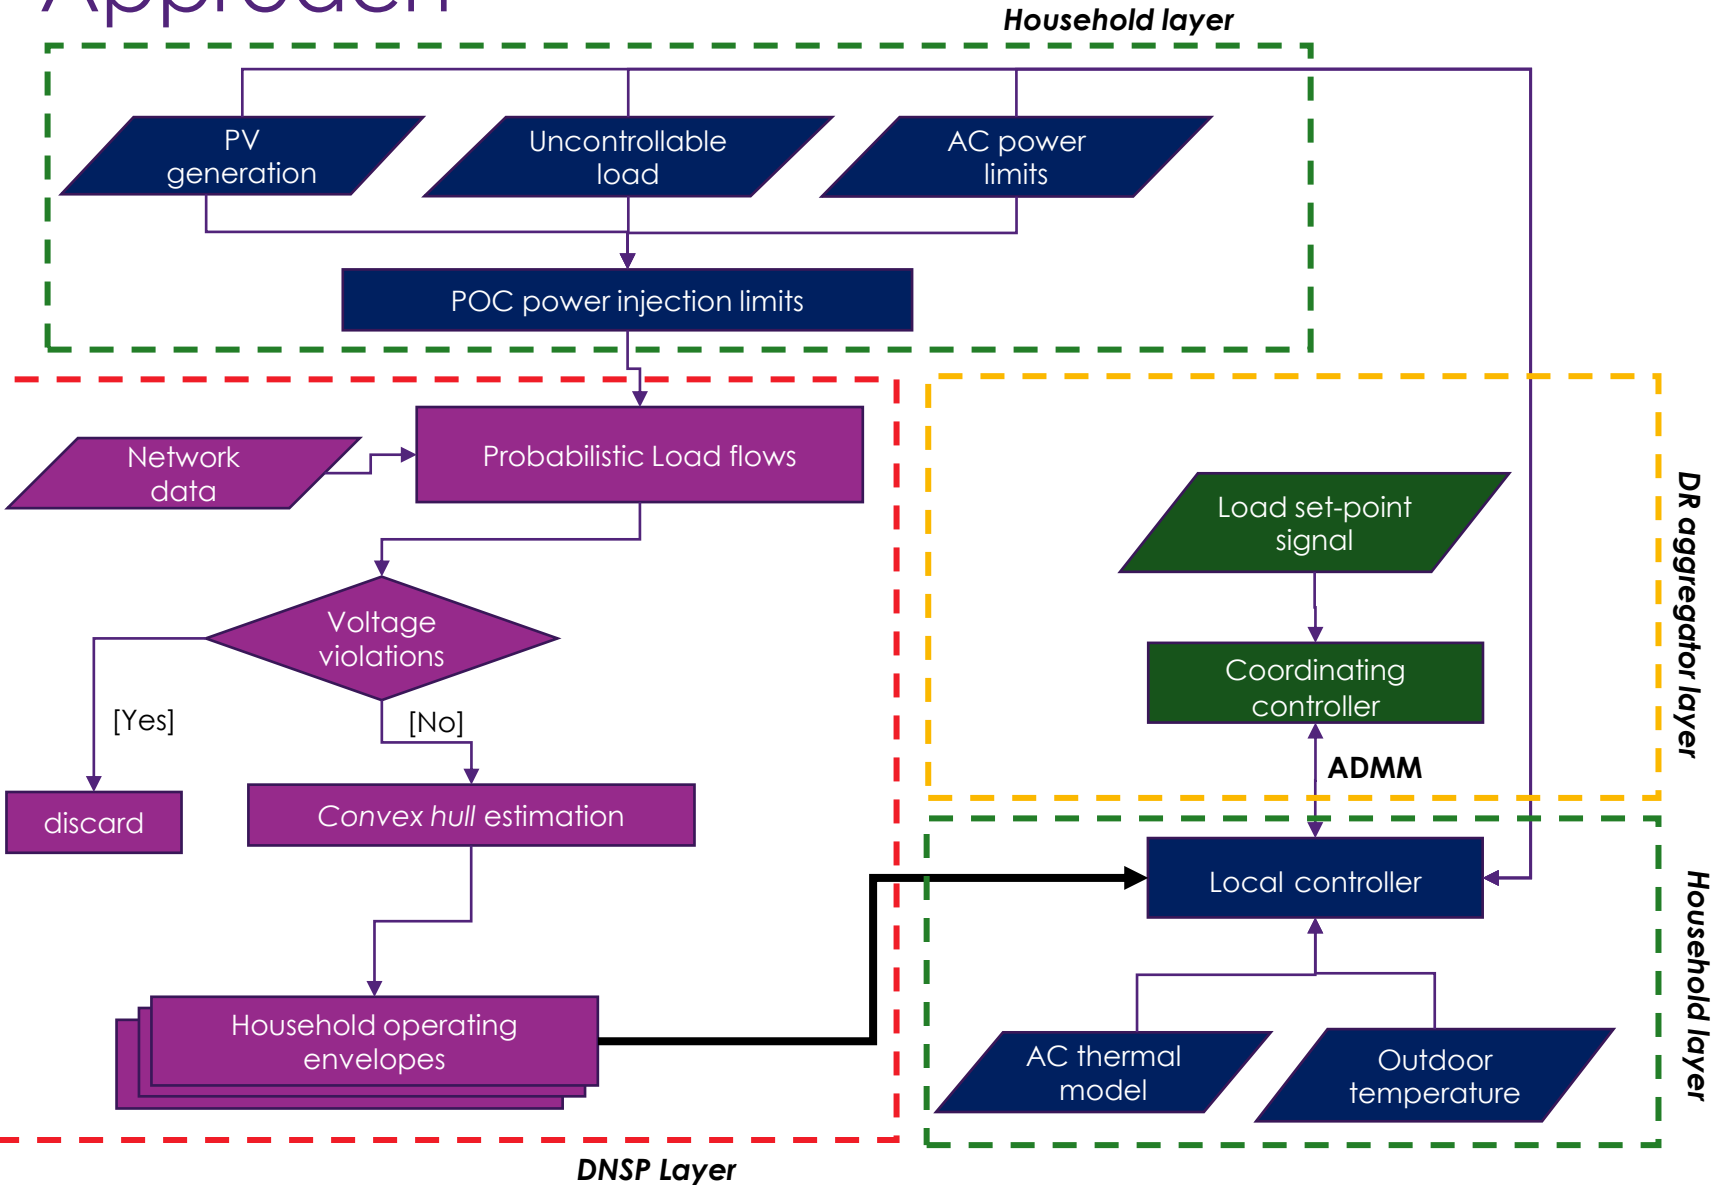 Approach
Household layer
PV
generation
Uncontrollable
load
AC power
limits
POC power injection limits
Network
data
Probabilistic Load flows
Voltage
violations
[Yes]
[No]
discard
Convex hull estimation
Household operating
envelopes
DNSP Layer
Load set-point
signal
Coordinating
controller
ADMM
DR aggregator layer
Local controller
AC thermal
model
Outdoor
temperature
Household layer